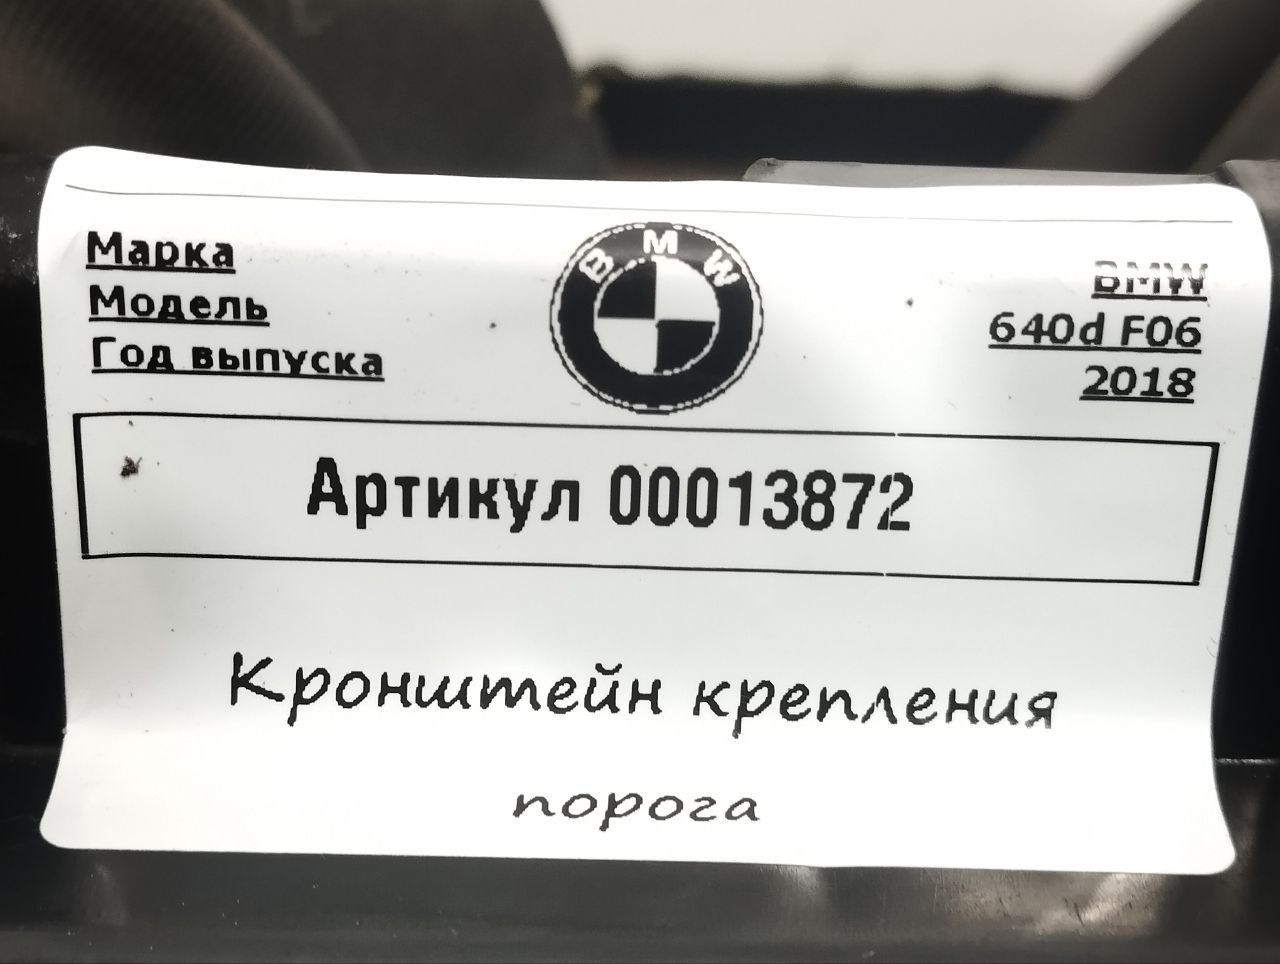 Марка BMW
Модель 640d F06
Год выпуска 2018
BMW
Артикул 00013872
Кронштейн крепления
порога